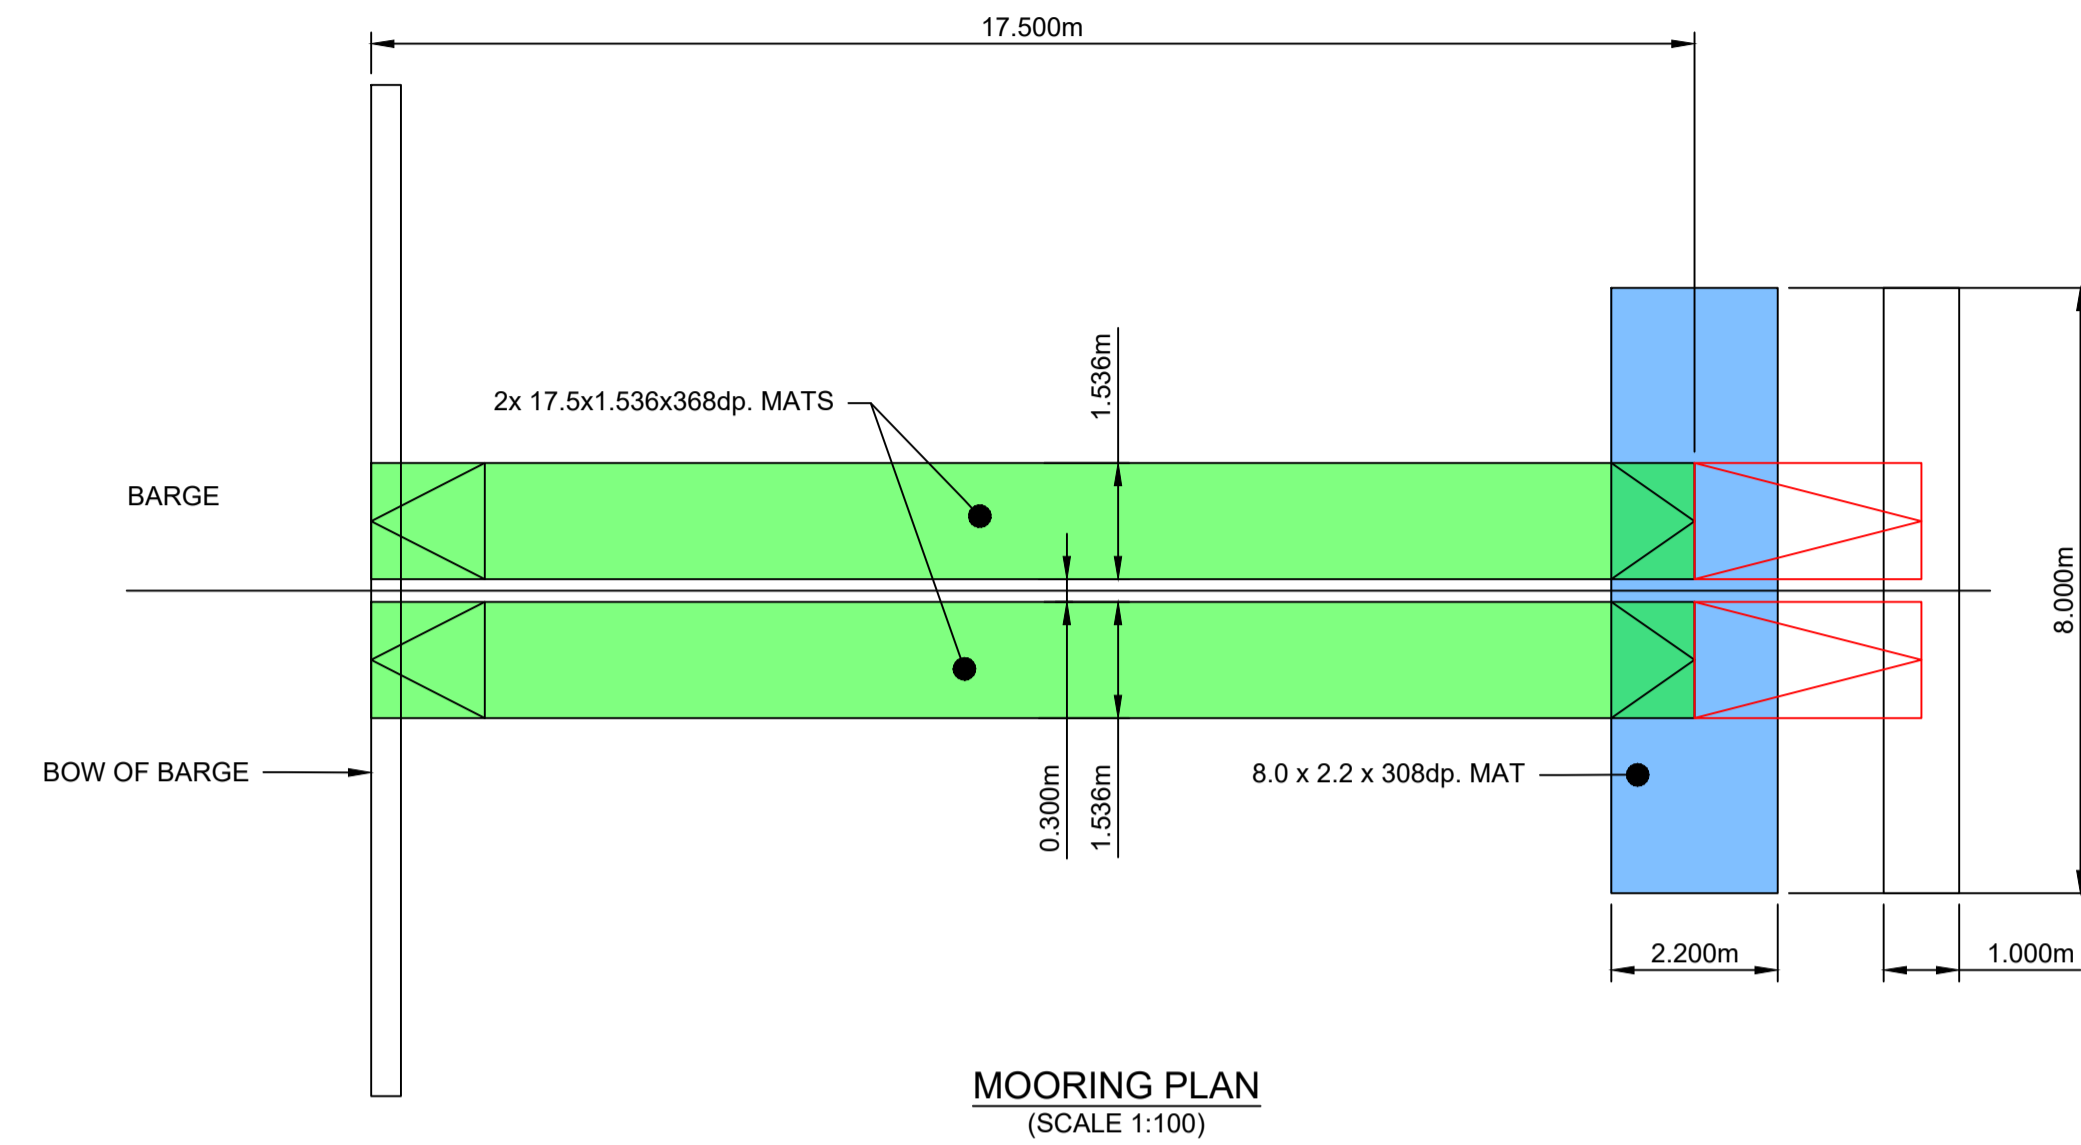 17.500m
1.536m
2x 17.5x1.536x368dp. MATS
BARGE
8.000m
BOW OF BARGE
0.300m
1.536m
8.0 x 2.2 x 308dp. MAT
2.200m
1.000m
MOORING PLAN
(SCALE 1:100)